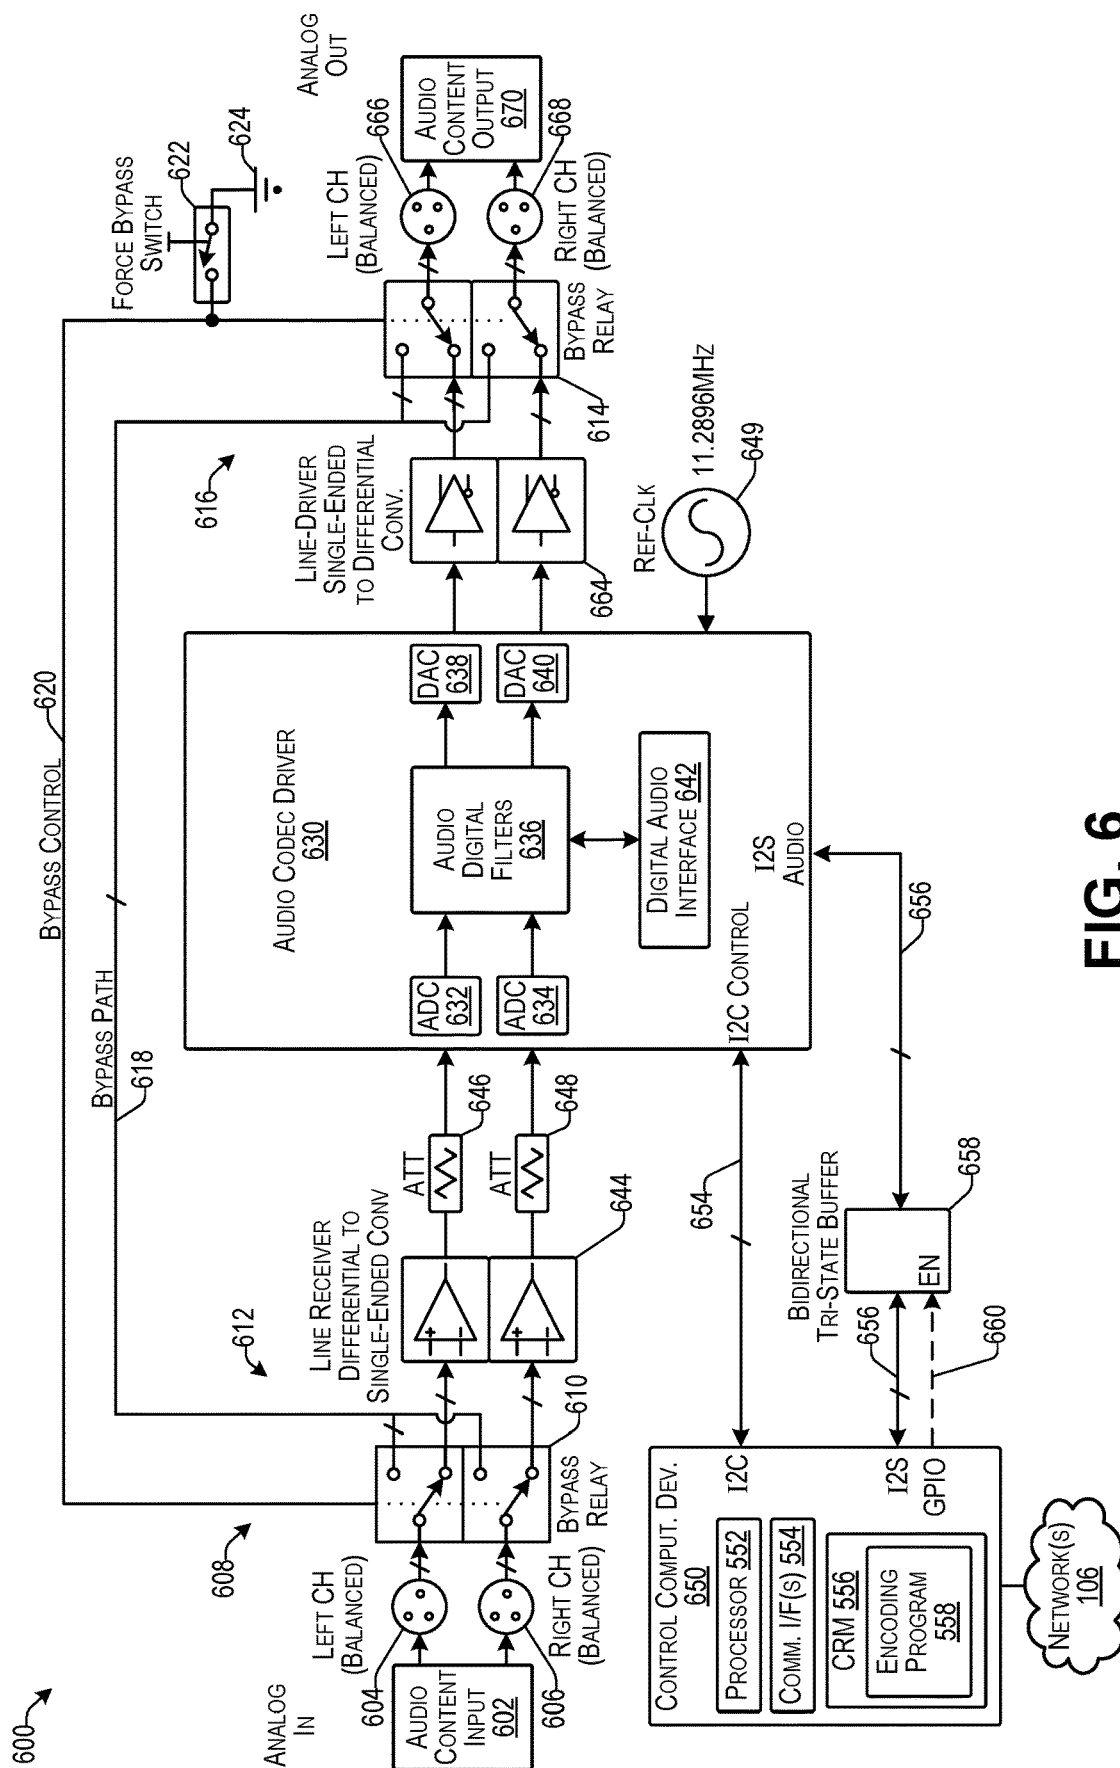 600
608
612
616
BYPASS CONTROL
620
BYPASS PATH
618
FORCE BYPASS
SWITCH
622
624
ANALOG
IN
AUDIO
CONTENT
INPUT
602
604
606
LEFT CH
(BALANCED)
RIGHT CH
(BALANCED)
BYPASS
RELAY
610
LINE RECEIVER
DIFFERENTIAL TO
SINGLE-ENDED CONV
644
ATT
646
ATT
648
AUDIO CODEC DRIVER
630
ADC
632
ADC
634
AUDIO
DIGITAL
FILTERS
636
DAC
638
DAC
640
DIGITAL AUDIO
INTERFACE 642
I2C CONTROL
I2S
AUDIO
LINE-DRIVER
SINGLE-ENDED
TO DIFFERENTIAL
CONV.
664
BYPASS
RELAY
614
LEFT CH
(BALANCED)
666
RIGHT CH
(BALANCED)
668
ANALOG
OUT
AUDIO
CONTENT
OUTPUT
670
REF-CLK
11.2896MHZ
649
654
656
656
BIDIRECTIONAL
TRI-STATE BUFFER
658
EN
660
CONTROL COMPUT. DEV.
650
I2C
I2S
GPIO
PROCESSOR 552
COMM. I/F(S) 554
CRM 556
ENCODING
PROGRAM
558
NETWORK(S)
106
FIG. 6